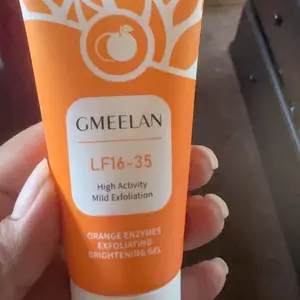 GMEELAN
LF16-35
High Activity
Mild Exfoliation
ORANGE ENZYMES
EXFOLIATING
BRIGHTENING GEL